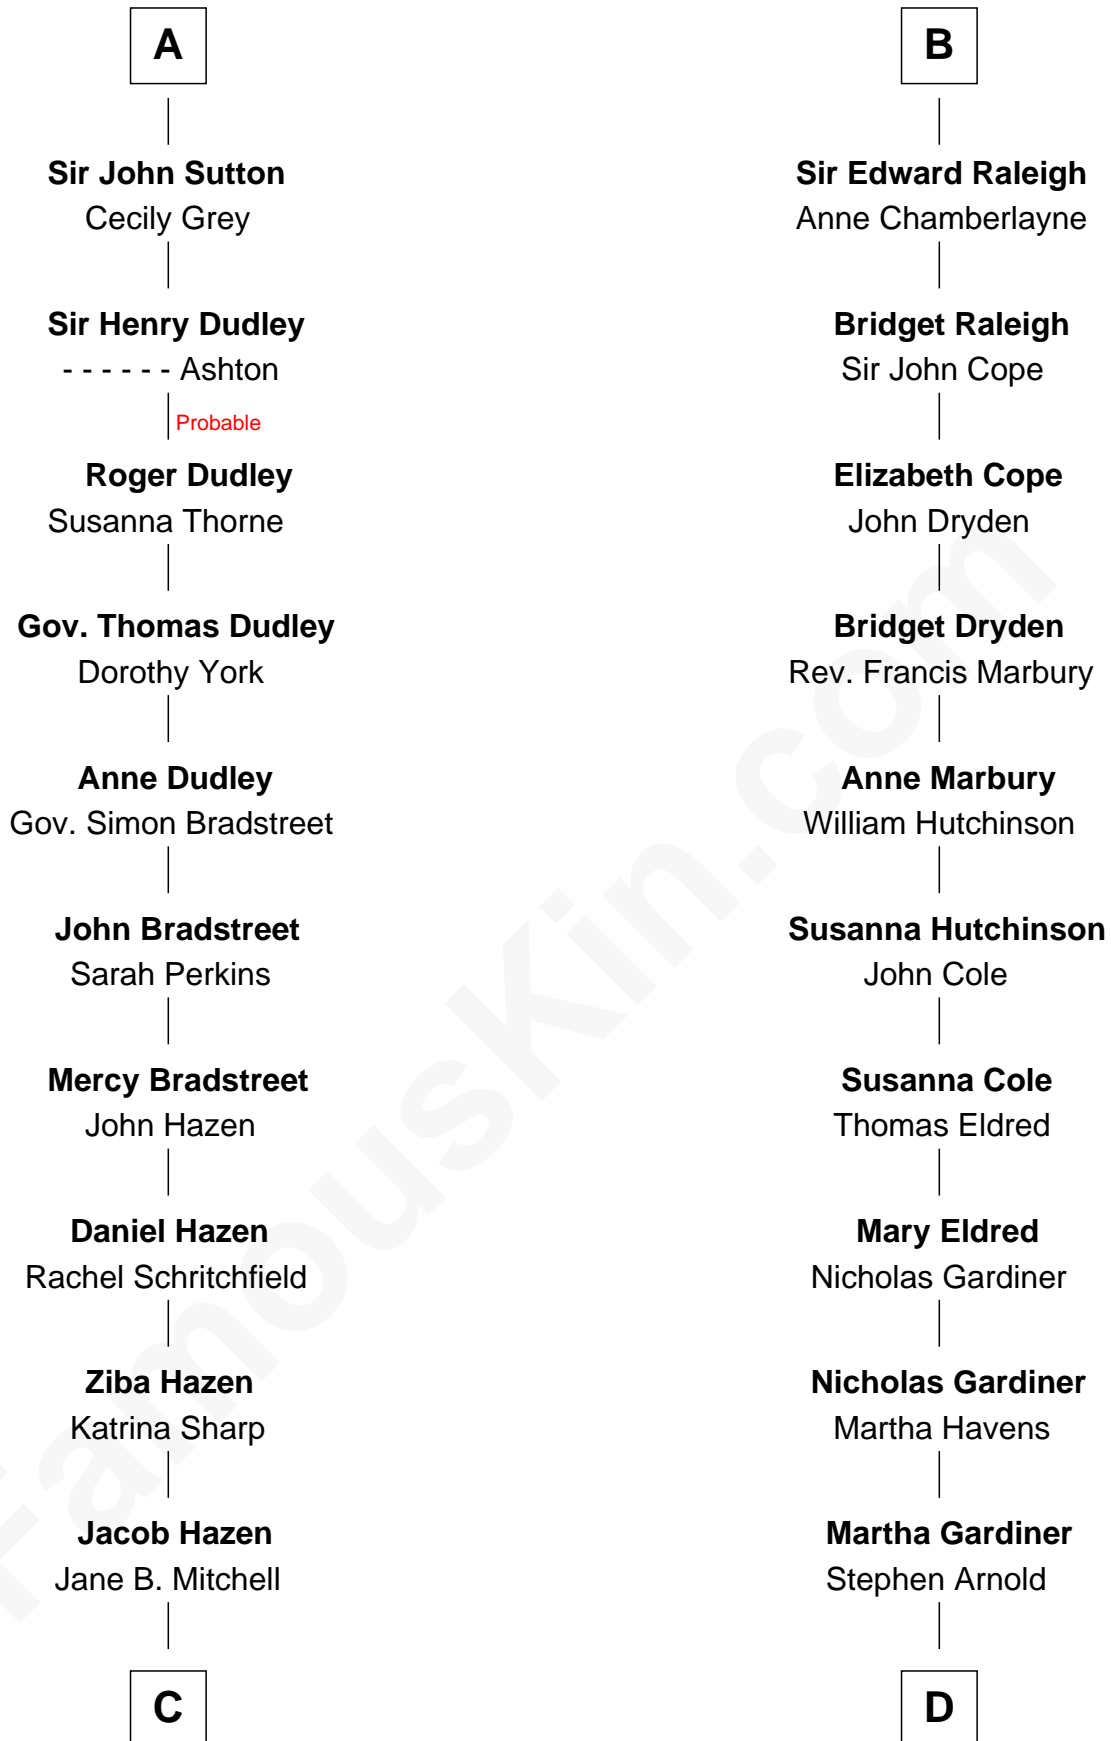 A
Sir John Sutton
Cecily Grey
Sir Henry Dudley
- - - - - - Ashton
Probable
Roger Dudley
Susanna Thorne
Gov. Thomas Dudley
Dorothy York
Anne Dudley
Gov. Simon Bradstreet
John Bradstreet
Sarah Perkins
Mercy Bradstreet
John Hazen
Daniel Hazen
Rachel Schritchfield
Ziba Hazen
Katrina Sharp
Jacob Hazen
Jane B. Mitchell
C
B
Sir Edward Raleigh
Anne Chamberlayne
Bridget Raleigh
Sir John Cope
Elizabeth Cope
John Dryden
Bridget Dryden
Rev. Francis Marbury
Anne Marbury
William Hutchinson
Susanna Hutchinson
John Cole
Susanna Cole
Thomas Eldred
Mary Eldred
Nicholas Gardiner
Nicholas Gardiner
Martha Havens
Martha Gardiner
Stephen Arnold
D
FamousKin.com